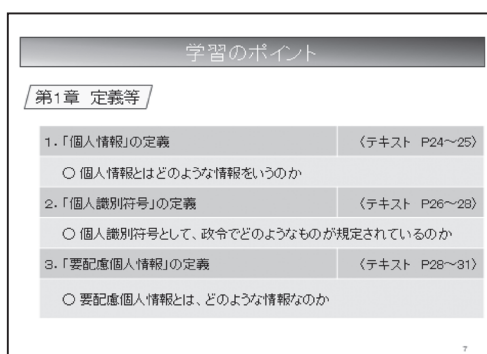 学習のポイント
第1章 定義等
1.「個人情報」の定義 〈テキスト P24～25〉
〇 個人情報とはどのような情報をいうのか
2.「個人識別符号」の定義 〈テキスト P26～28〉
〇 個人識別符号として、政令でどのようなものが規定されているのか
3.「要配慮個人情報」の定義 〈テキスト P28～31〉
〇 要配慮個人情報とは、どのような情報なのか
7